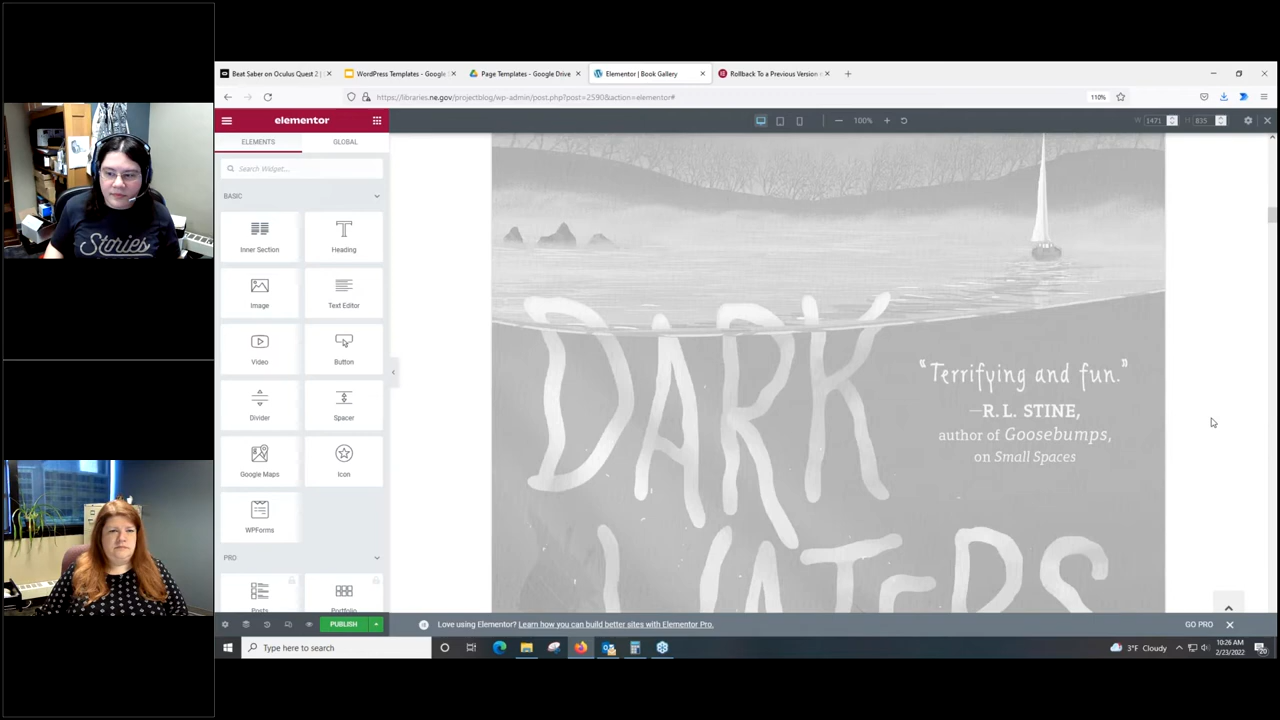 Stories
Beat Saber on Oculus Quest 2 |
WordPress Templates - Google
Page Templates - Google Drive
Elementor | Book Gallery
Rollback To a Previous Version
https://libraries.ne.gov/projectblog/wp-admin/post.php?post=2590&action=elementor#
110%
elementor
100%
W 1471
H 835
ELEMENTS
GLOBAL
Search Widget...
BASIC
Inner Section
Heading
Image
Text Editor
Video
Button
Divider
Spacer
Google Maps
Icon
WPForms
PRO
Posts
Portfolio
DARK
WATERS
“Terrifying and fun.”
—R. L. STINE,
author of Goosebumps,
on Small Spaces
PUBLISH
Love using Elementor? Learn how you can build better sites with Elementor Pro.
GO PRO
Type here to search
3°F Cloudy
10:26 AM
2/23/2022
20